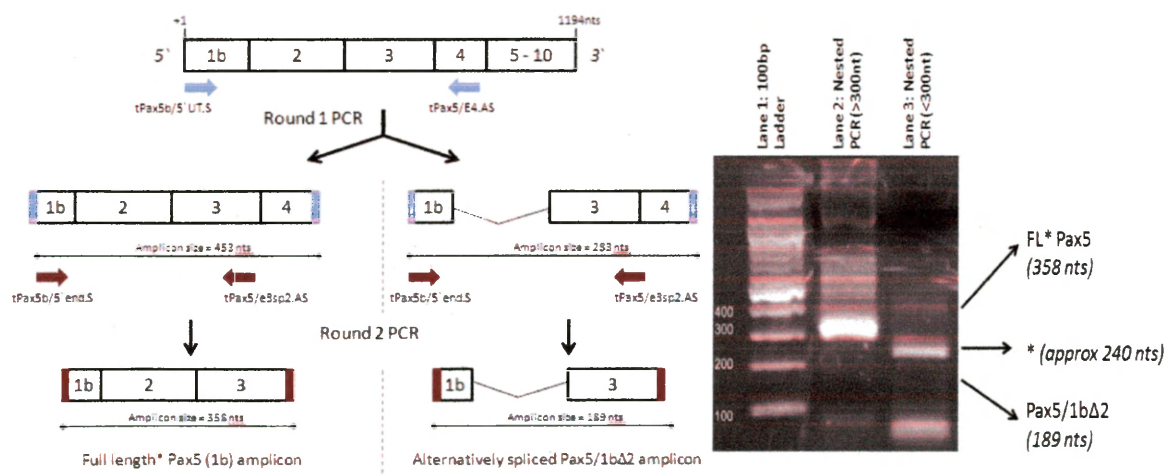 +1
1194nts
5`
1b
2
3
4
5 - 10
3`
tPax5b/5`UT.S
tPax5/E4.AS
Round 1 PCR
1b
2
3
4
1b
3
4
Amplicon size = 453 nts
Amplicon size = 283 nts
tPax5b/5`end.S
tPax5/e3sp2.AS
tPax5b/5`end.S
tPax5/e3sp2.AS
Round 2 PCR
1b
2
3
1b
3
Amplicon size = 358 nts
Amplicon size = 189 nts
Full length* Pax5 (1b) amplicon
Alternatively spliced Pax5/1bΔ2 amplicon
Lane 1: 100bp
Ladder
Lane 2: Nested
PCR (>300nt)
Lane 3: Nested
PCR (<300nt)
400
300
200
100
FL* Pax5
(358 nts)
* (approx 240 nts)
Pax5/1bΔ2
(189 nts)